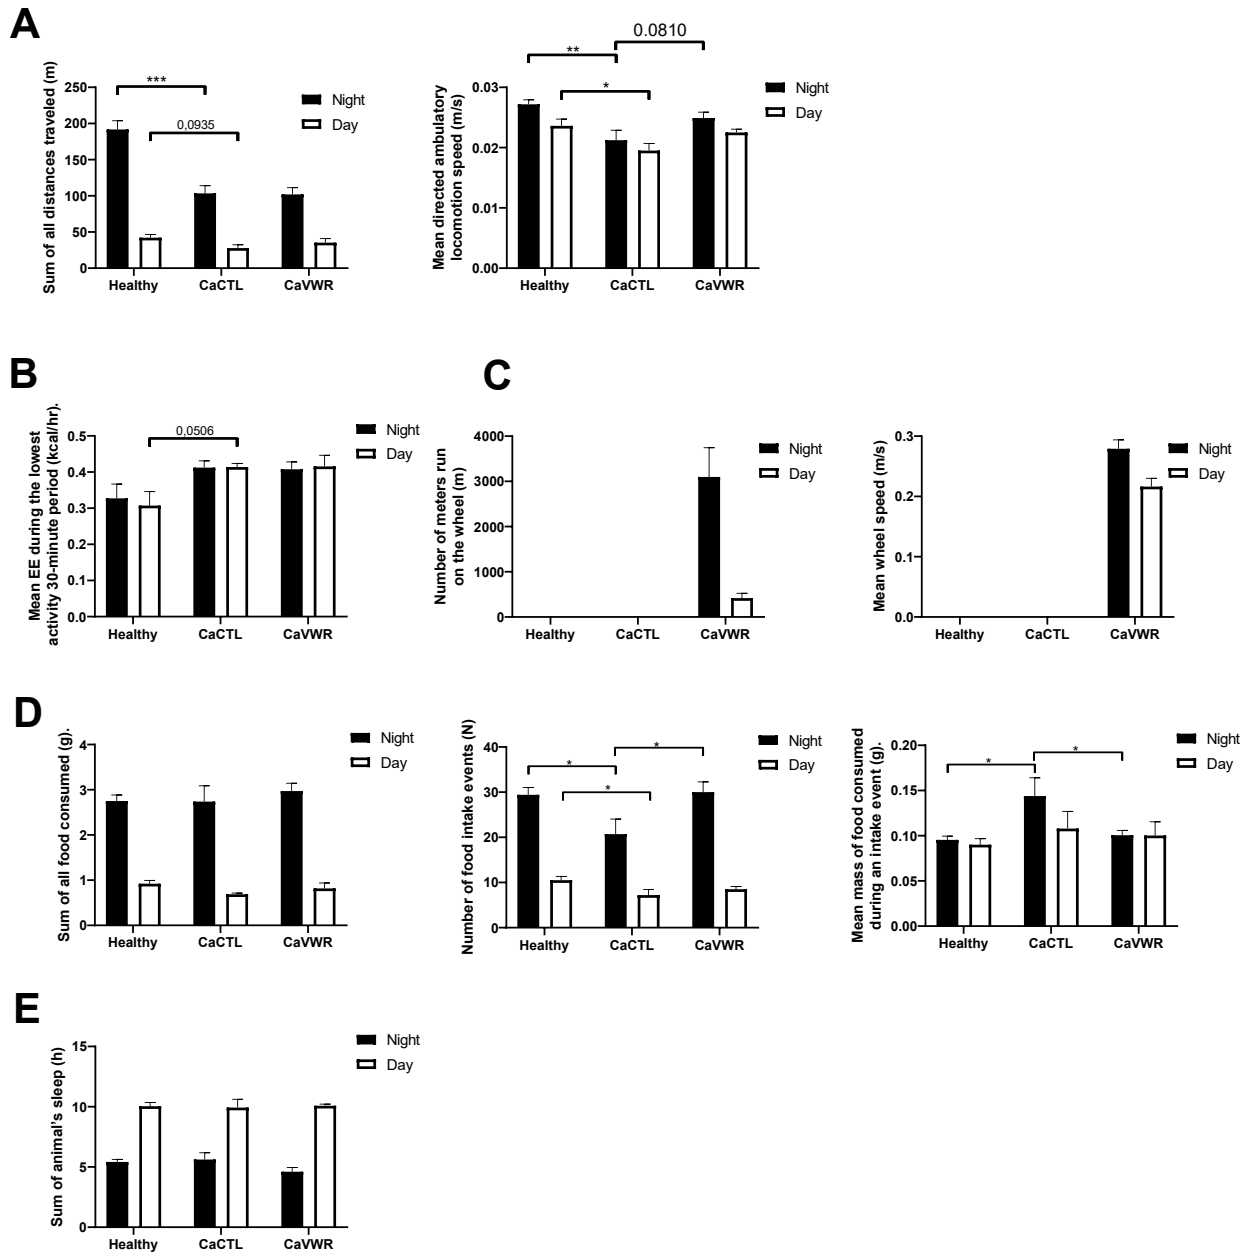 A
0.0810
**
***
*
0,0935
Sum of all distances traveled (m)
250
200
150
100
50
0
Healthy
CaCTL
CaVWR
Night
Day
Mean directed ambulatory
locomotion speed (m/s)
0.03
0.02
0.01
0.00
Healthy
CaCTL
CaVWR
Night
Day
B
Mean EE during the lowest
activity 30-minute period (kcal/hr).
0.5
0.4
0.3
0.2
0.1
0.0
0,0506
Healthy
CaCTL
CaVWR
Night
Day
C
Number of meters run
on the wheel (m)
4000
3000
2000
1000
0
Healthy
CaCTL
CaVWR
Night
Day
Mean wheel speed (m/s)
0.3
0.2
0.1
0.0
Healthy
CaCTL
CaVWR
Night
Day
D
Sum of all food consumed (g).
4
3
2
1
0
Healthy
CaCTL
CaVWR
Night
Day
Number of food intake events (N)
40
30
20
10
0
*
*
*
Healthy
CaCTL
CaVWR
Night
Day
Mean mass of food consumed
during an intake event (g).
0.20
0.15
0.10
0.05
0.00
*
*
Healthy
CaCTL
CaVWR
Night
Day
E
Sum of animal's sleep (h)
15
10
5
0
Healthy
CaCTL
CaVWR
Night
Day